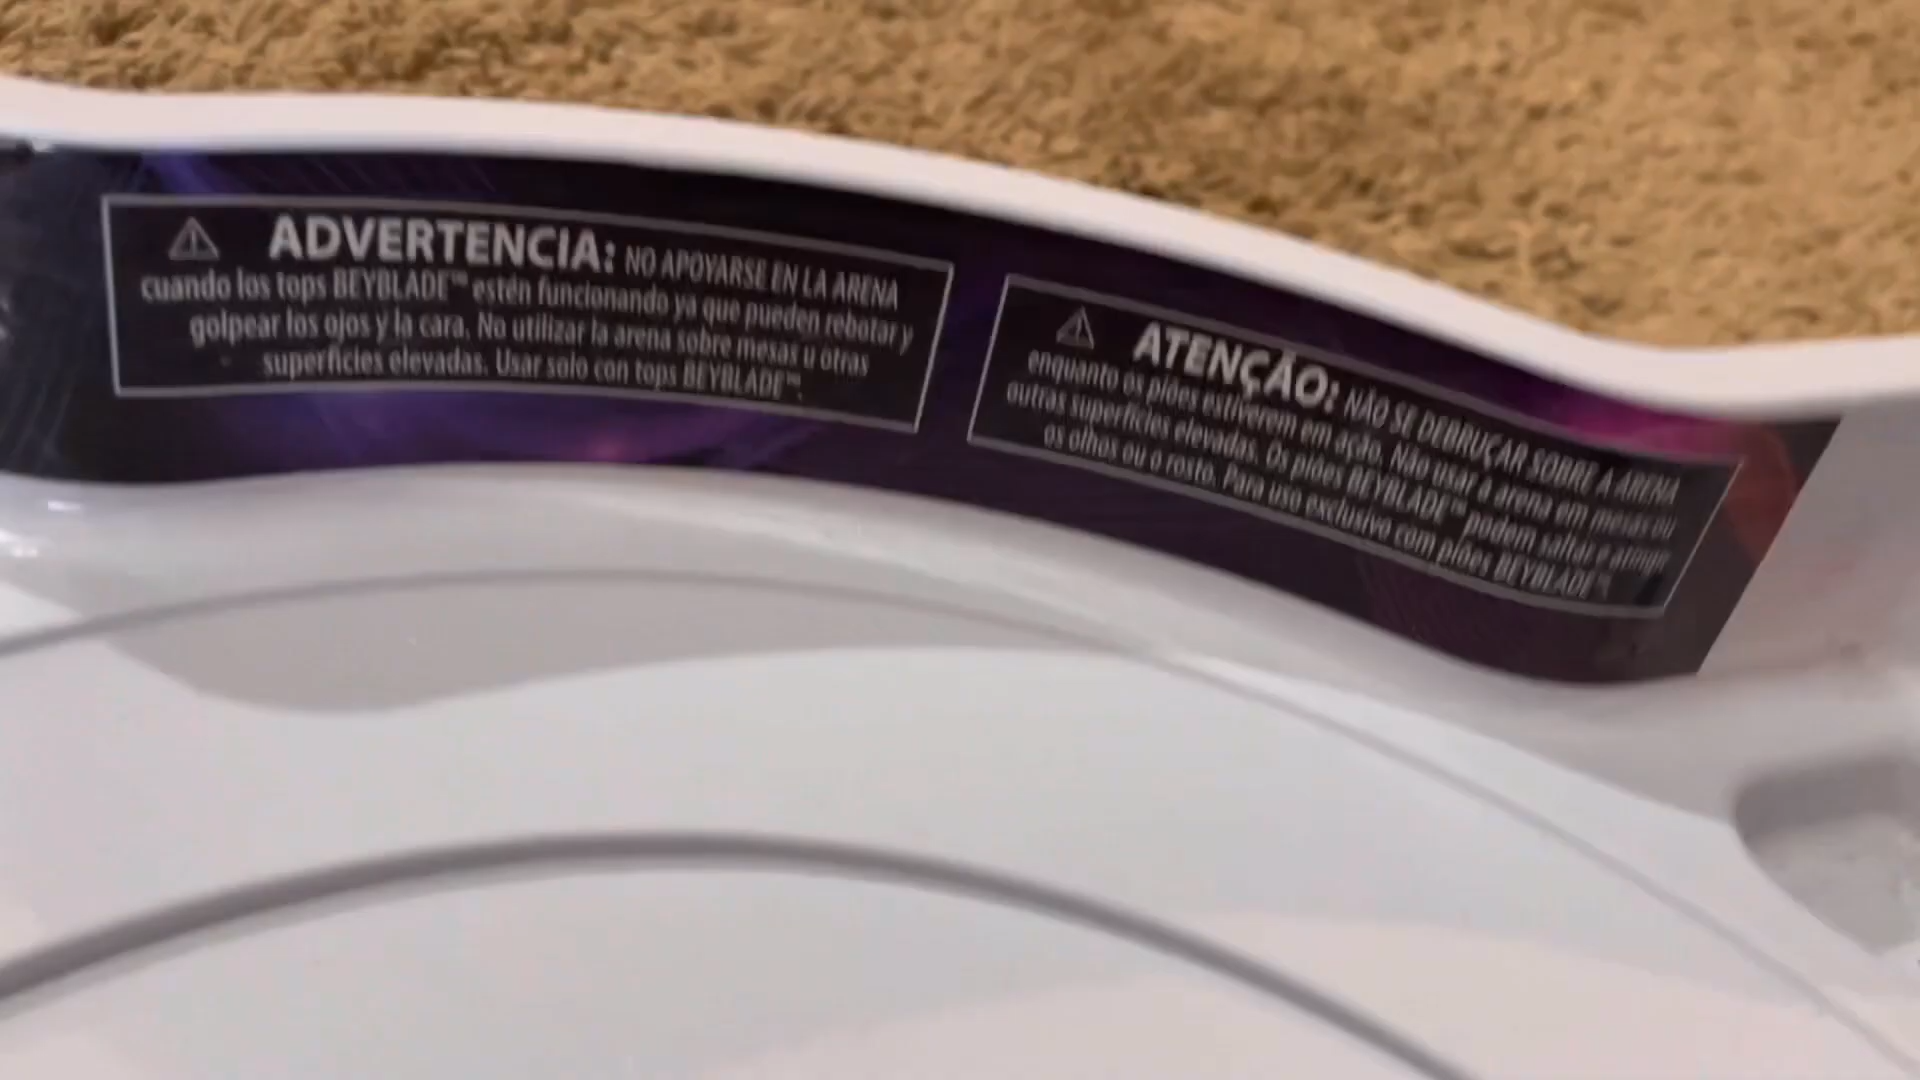 ADVERTENCIA: NO APOYARSE EN LA ARENA
cuando los tops BEYBLADE™ estén funcionando ya que pueden rebotar y
golpear los ojos y la cara. No utilizar la arena sobre mesas u otras
superficies elevadas. Usar solo con tops BEYBLADE™.
ATENÇÃO: NÃO SE DEBRUÇAR SOBRE A ARENA
enquanto os piões estiverem em ação. Não usar a arena em mesas ou
outras superfícies elevadas. Os piões BEYBLADE™ podem saltar e atingir
os olhos ou o rosto. Para uso exclusivo com piões BEYBLADE™.